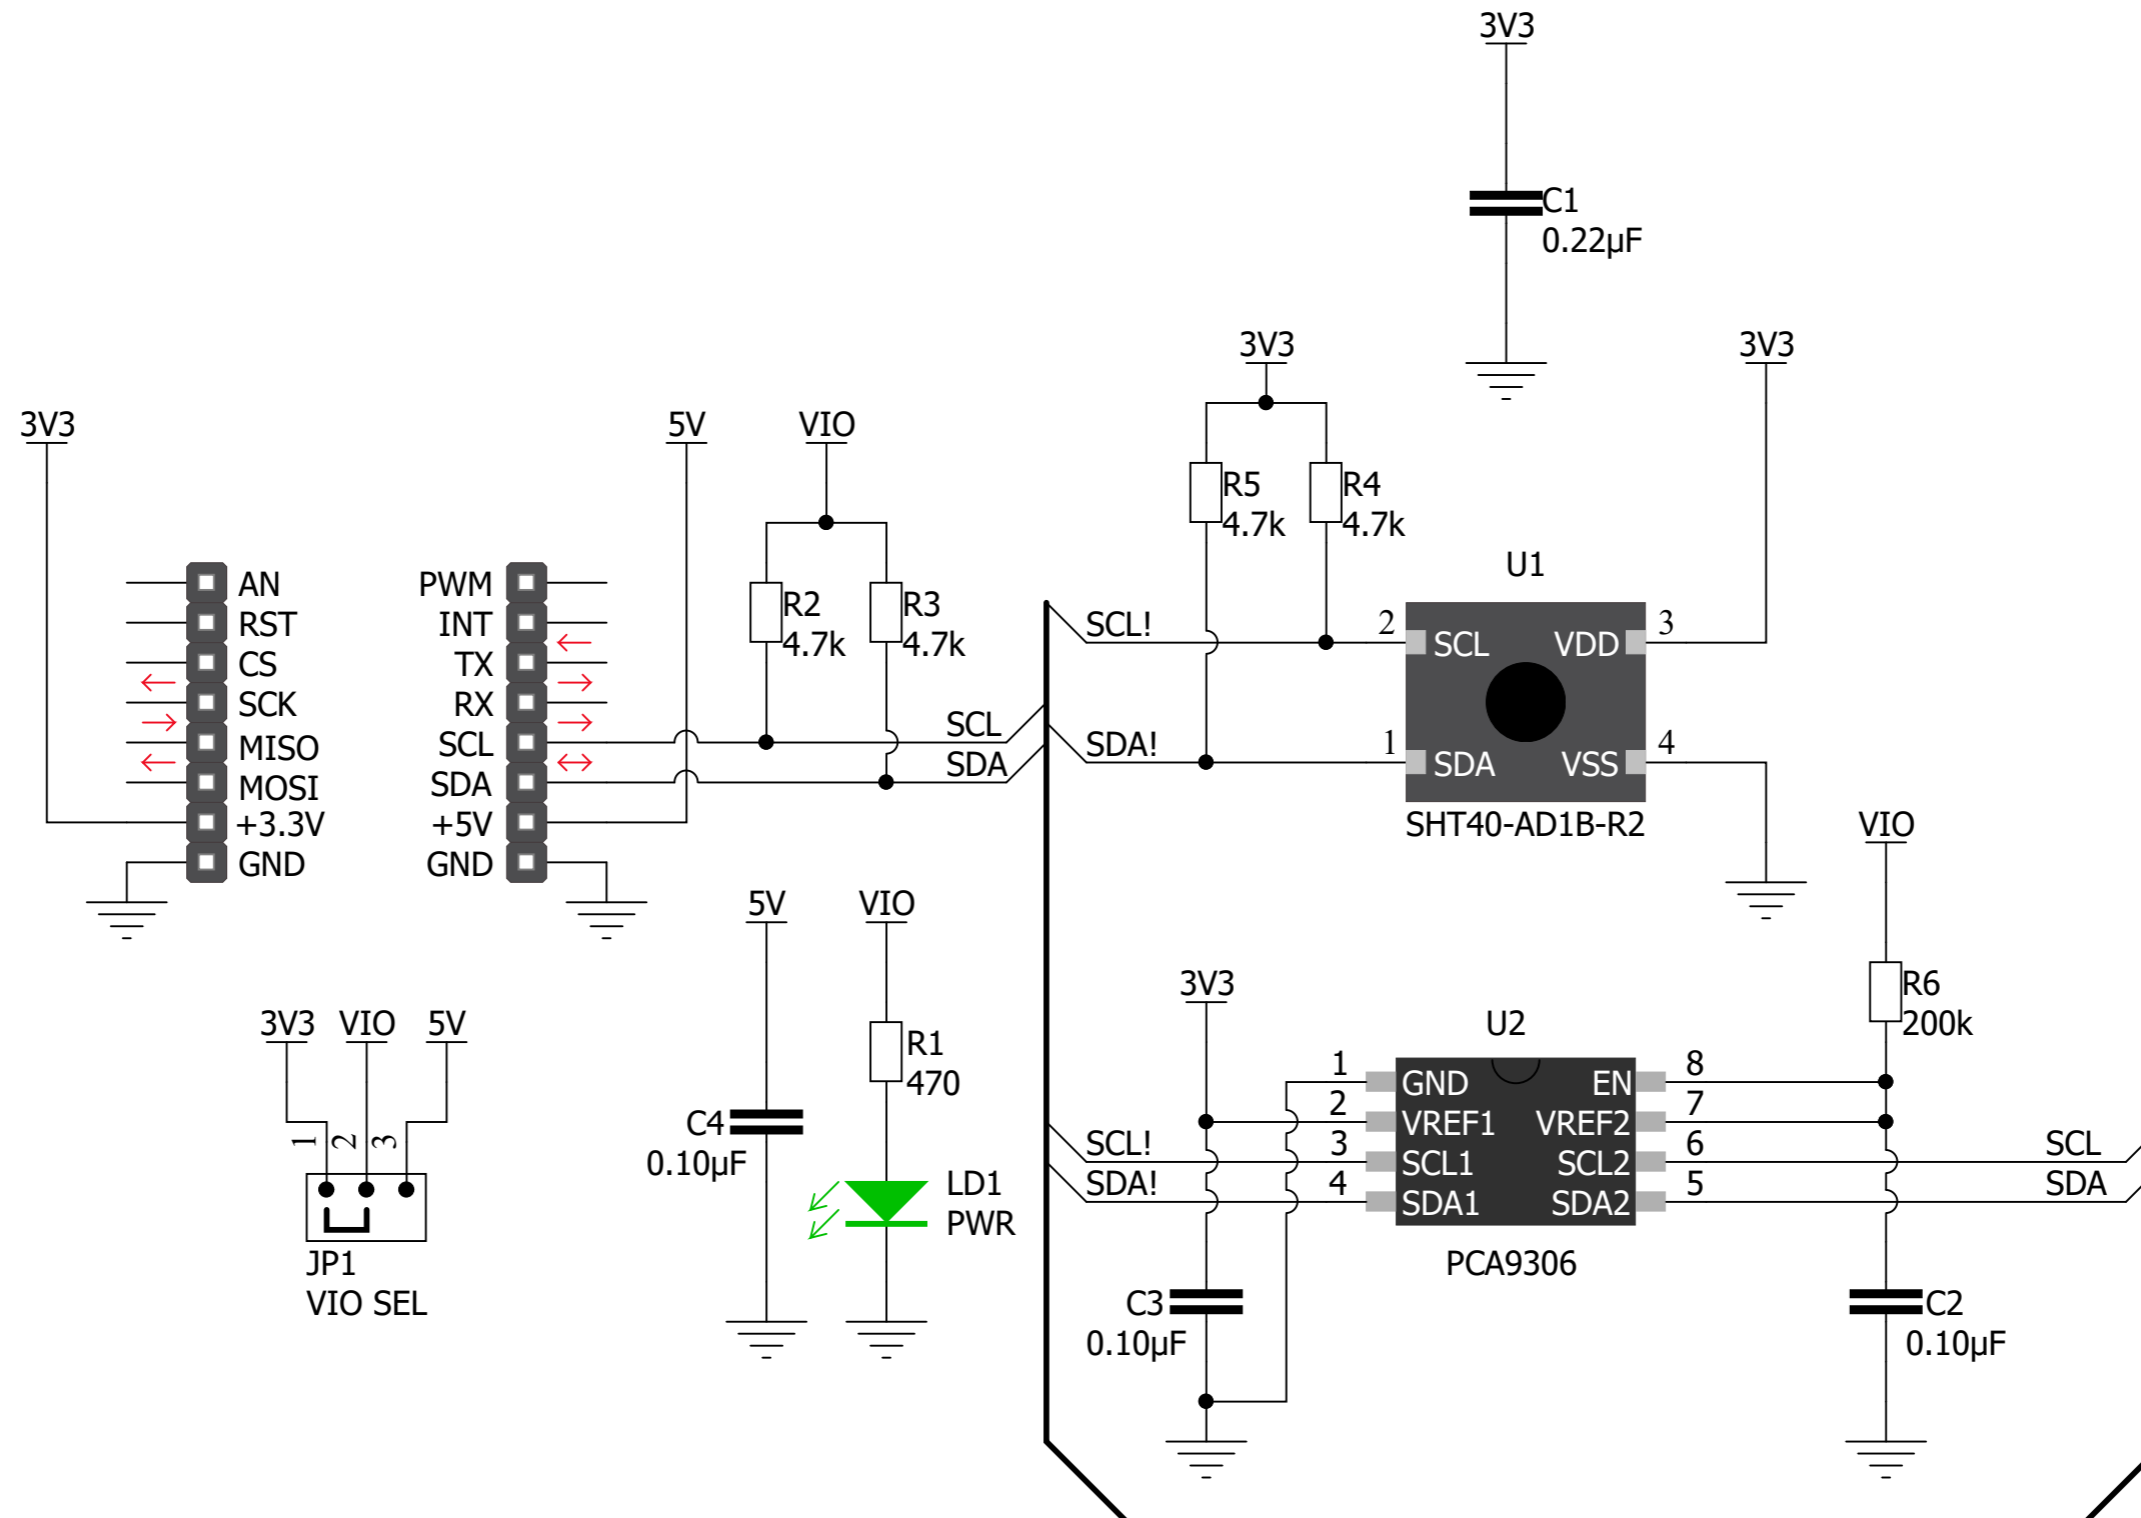 3V3
C1
0.22µF
3V3
3V3
3V3
5V
VIO
R5
4.7k
R4
4.7k
U1
AN
RST
CS
SCK
MISO
MOSI
+3.3V
GND
PWM
INT
TX
RX
SCL
SDA
+5V
GND
R2
4.7k
R3
4.7k
SCL
SDA
SCL!
SDA!
2
1
3
4
SCL
SDA
VDD
VSS
SHT40-AD1B-R2
VIO
5V
VIO
3V3
R6
200k
3V3
VIO
5V
1
2
3
JP1
VIO SEL
R1
470
C4
0.10µF
LD1
PWR
U2
1
2
3
4
GND
VREF1
SCL1
SDA1
EN
VREF2
SCL2
SDA2
8
7
6
5
SCL!
SDA!
SCL
SDA
PCA9306
C3
0.10µF
C2
0.10µF